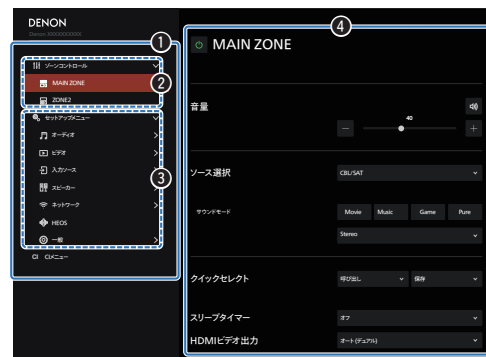 DENON
Denon XXXXXXXXXX
①
ゾーンコントロール
②
MAIN ZONE
ZONE2
セットアップメニュー
オーディオ
ビデオ
入力ソース
③
スピーカー
ネットワーク
HEOS
一般
CI CIメニュー
④
MAIN ZONE
音量
40
ソース選択 CBL/SAT
サウンドモード Movie Music Game Pure
Stereo
クイックセレクト 呼び出し 保存
スリープタイマー オフ
HDMIビデオ出力 オート(デュアル)